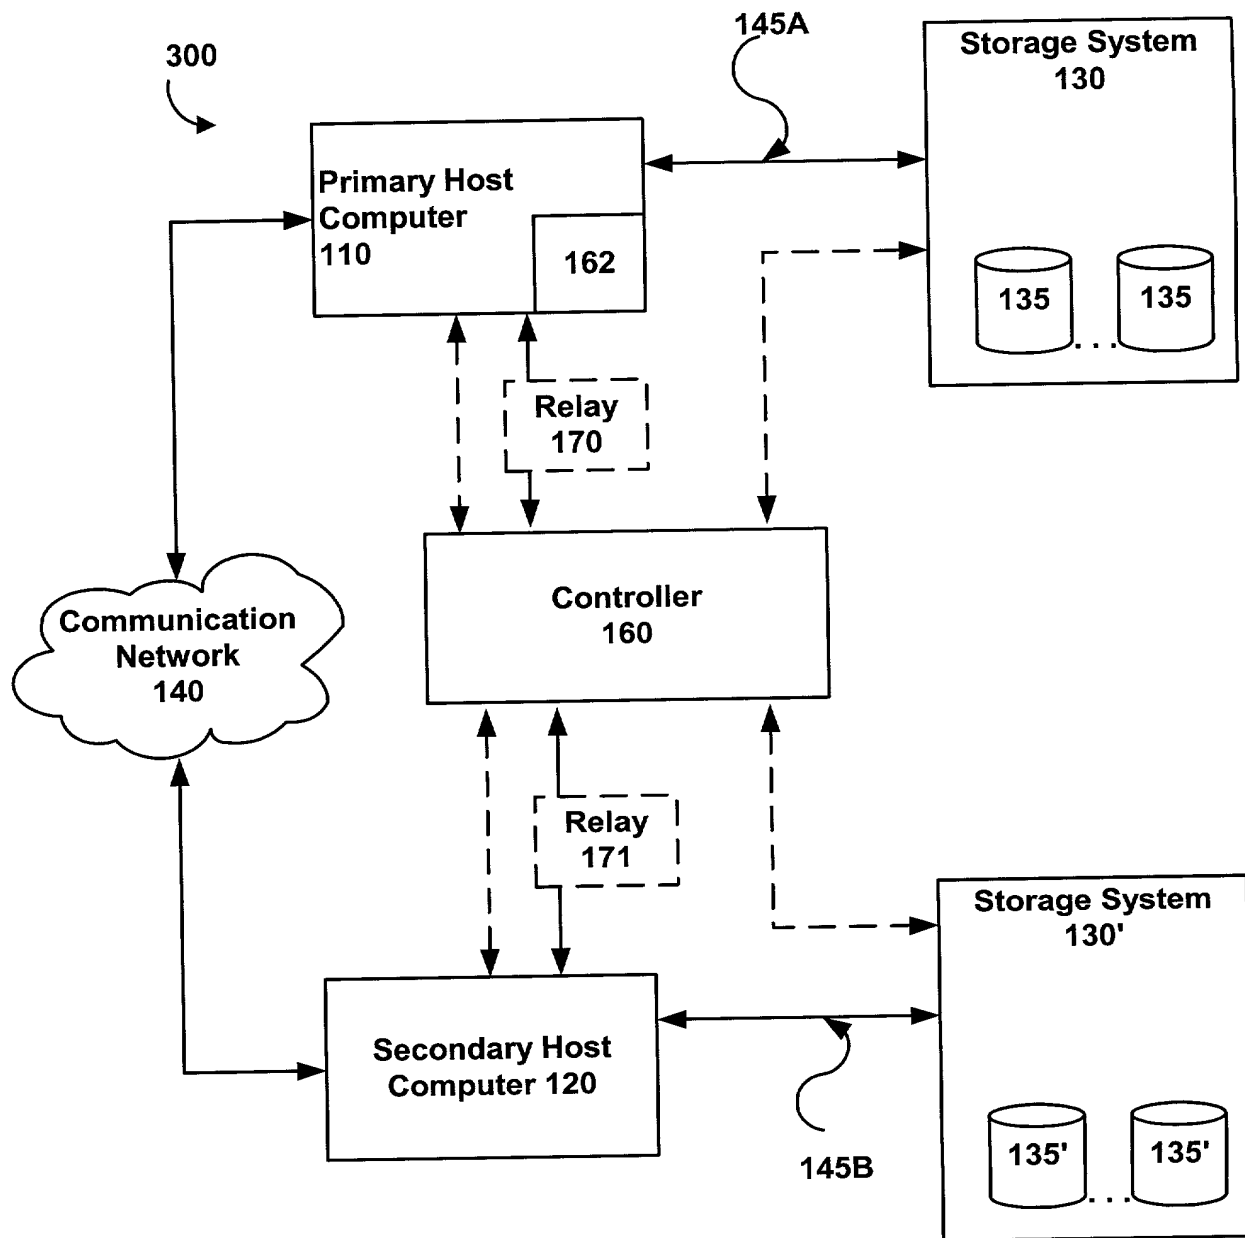 300
145A
Storage System
130
Primary Host
Computer
110
162
135
135
...
Relay
170
Controller
160
Communication
Network
140
Relay
171
Storage System
130'
Secondary Host
Computer 120
145B
135'
135'
...